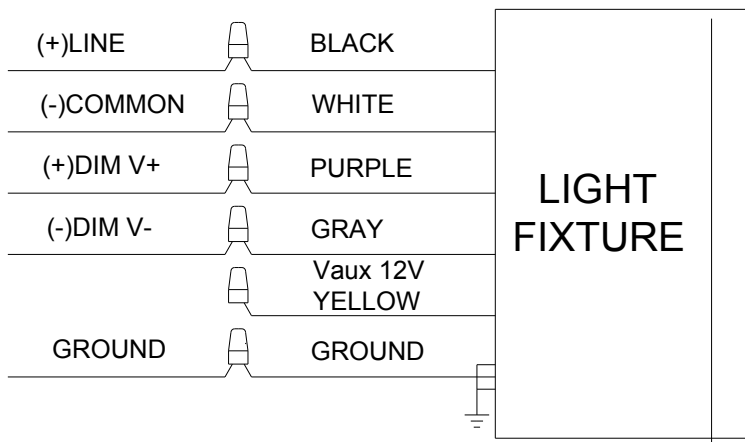 (+)LINE BLACK
(-)COMMON WHITE
(+)DIM V+ PURPLE
(-)DIM V- GRAY
Vaux 12V
YELLOW
GROUND GROUND
LIGHT
FIXTURE